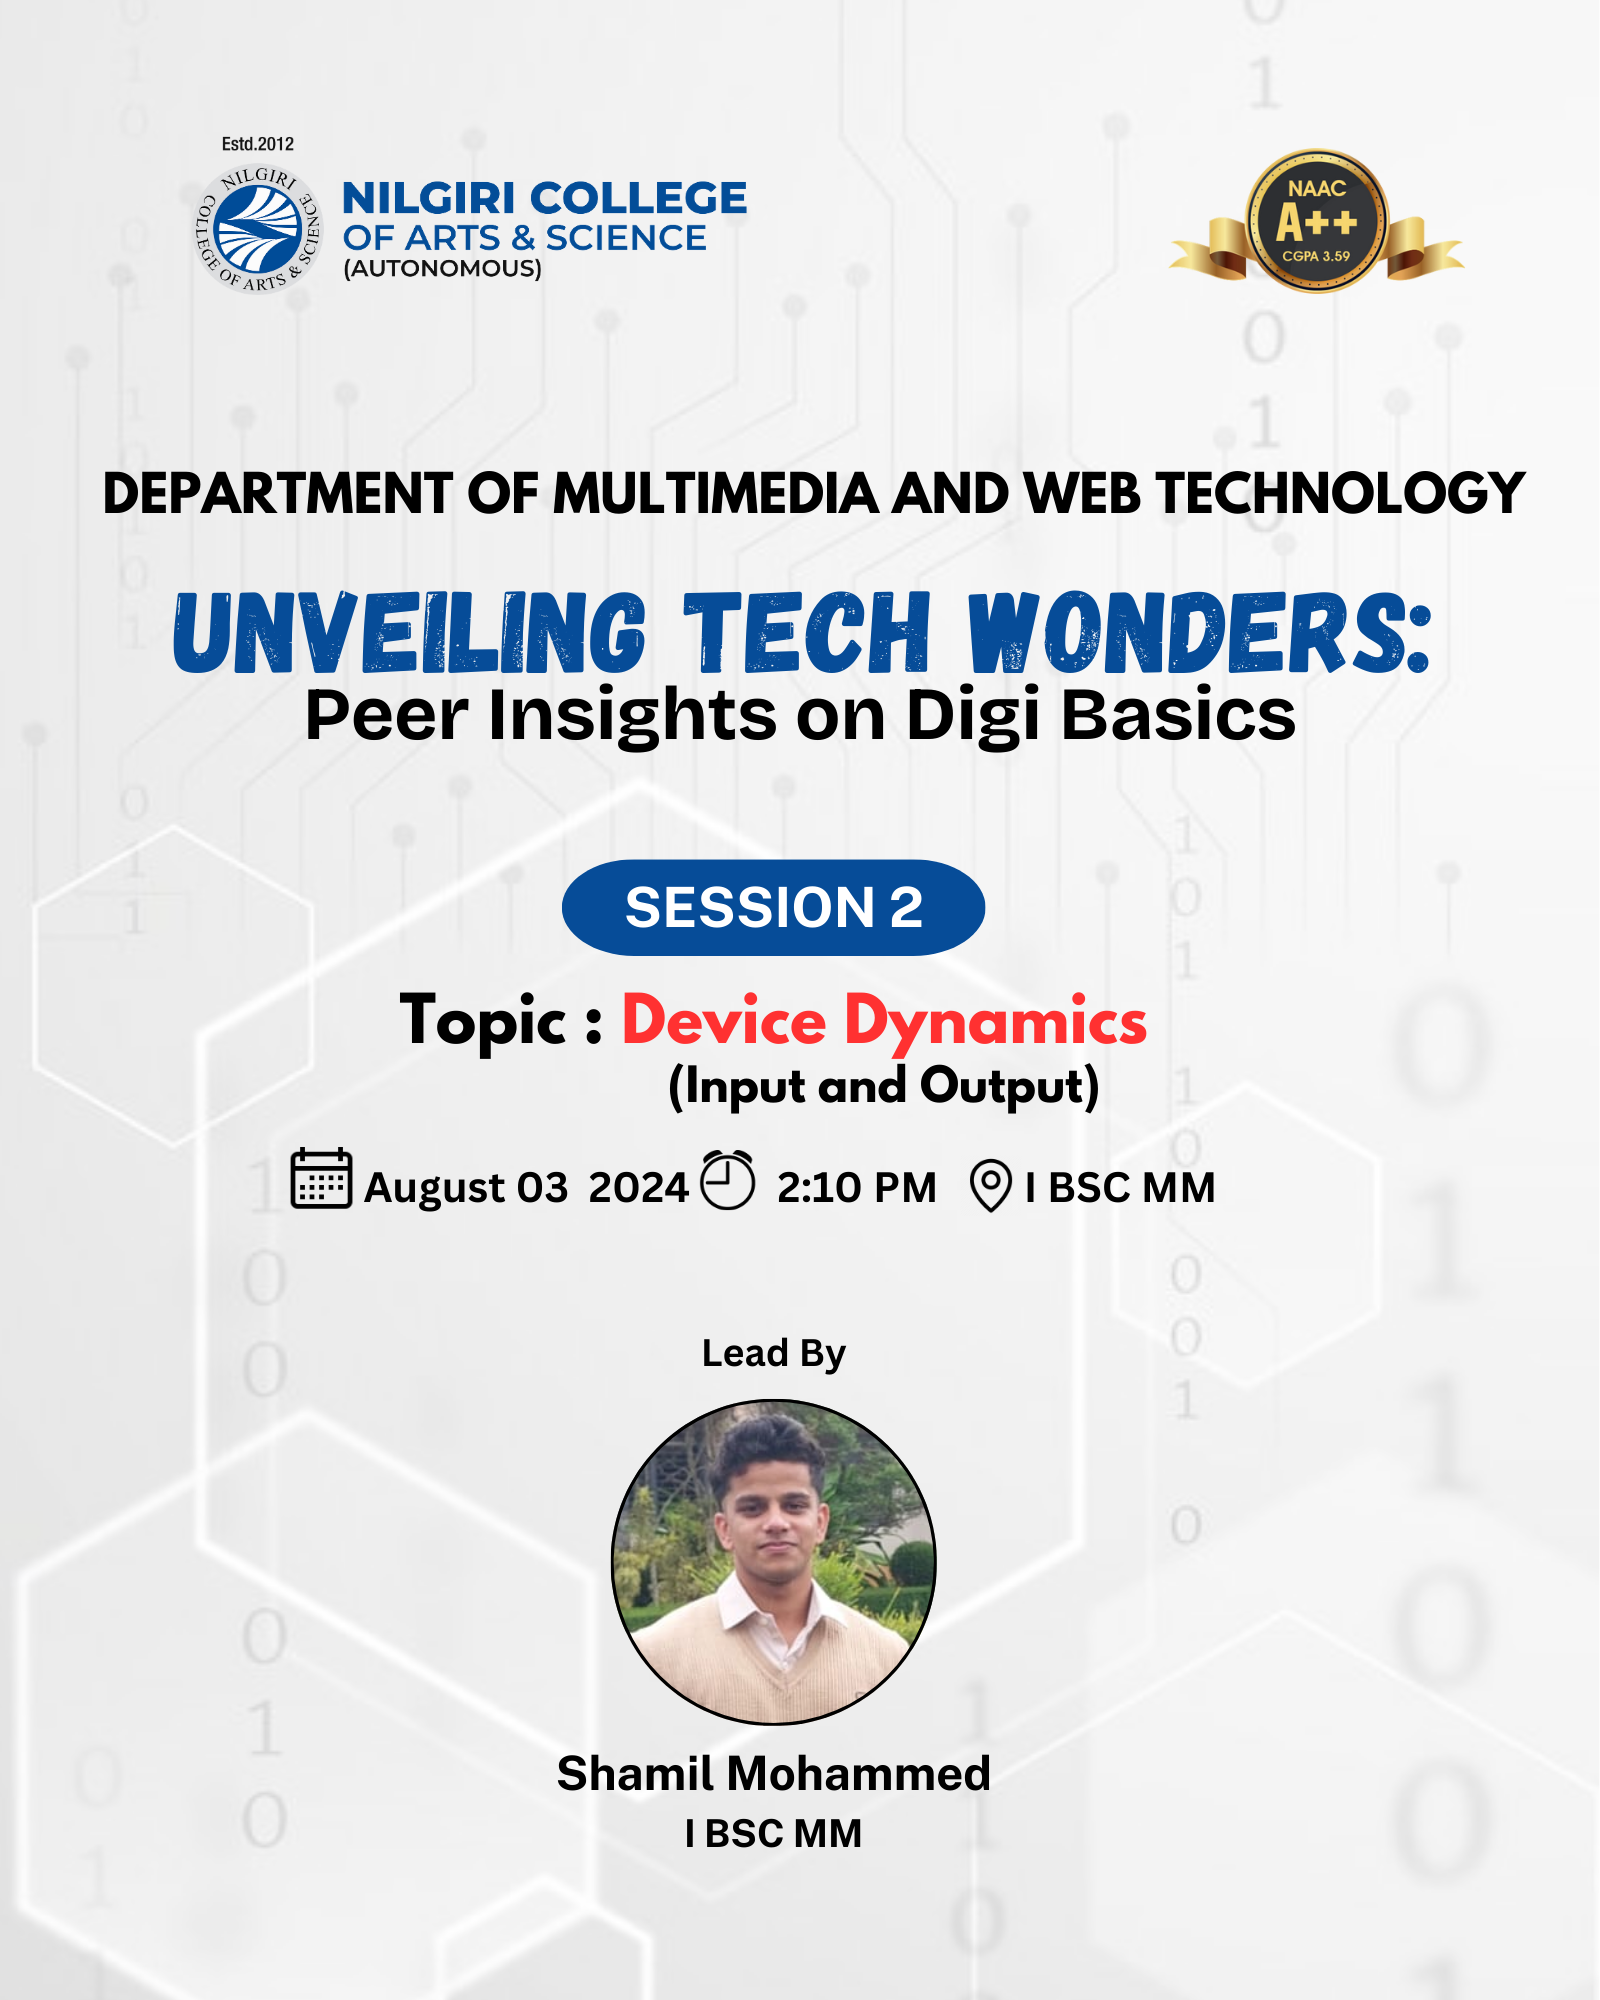 Estd.2012
NILGIRI
COLLEGE OF ARTS & SCIENCE
NILGIRI COLLEGE
OF ARTS & SCIENCE
(AUTONOMOUS)
NAAC
A++
CGPA 3.59
DEPARTMENT OF MULTIMEDIA AND WEB TECHNOLOGY
UNVEILING TECH WONDERS:
Peer Insights on Digi Basics
SESSION 2
Topic : Device Dynamics
(Input and Output)
August 03 2024 2:10 PM I BSC MM
Lead By
Shamil Mohammed
I BSC MM